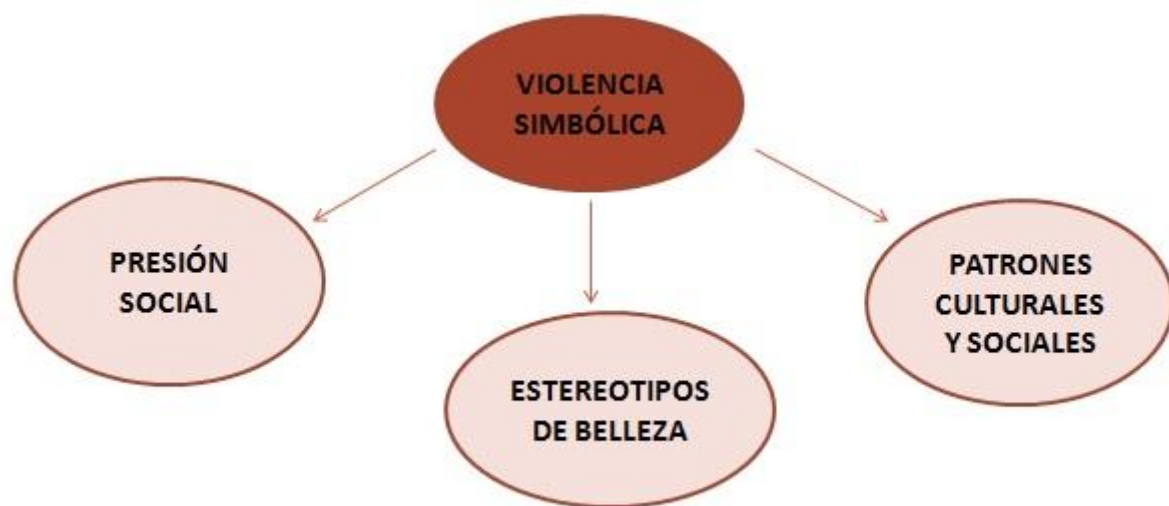 VIOLENCIA
SIMBÓLICA
PRESIÓN
SOCIAL
ESTEREOTIPOS
DE BELLEZA
PATRONES
CULTURALES
Y SOCIALES